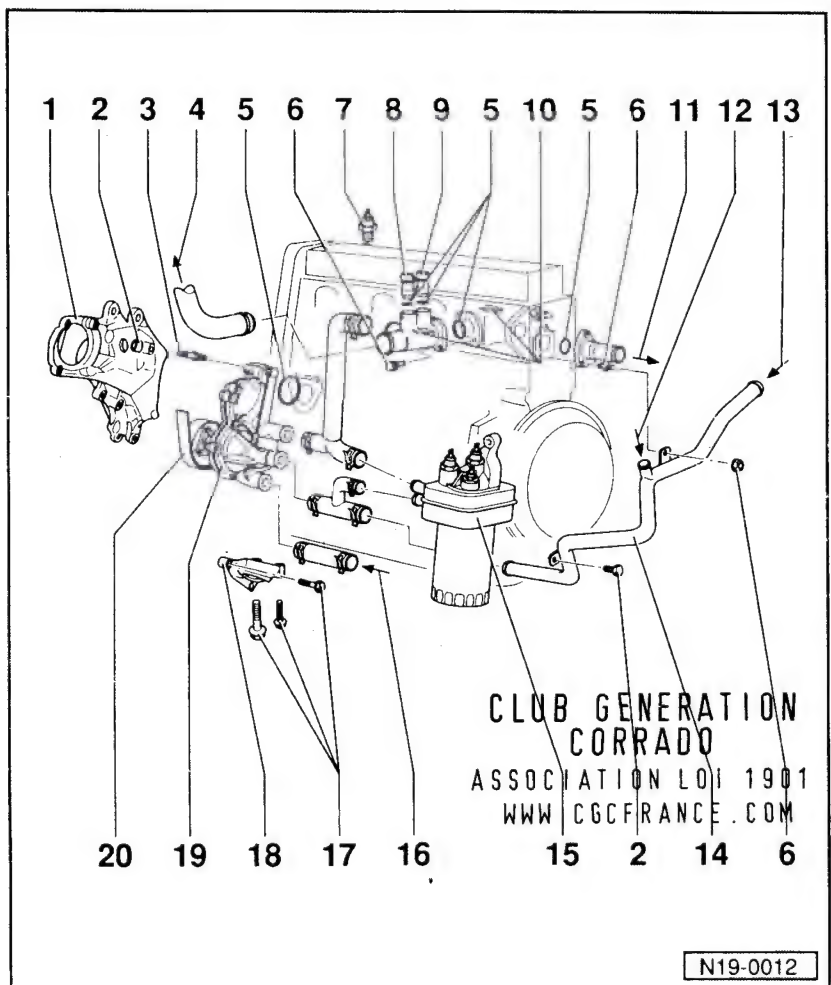 1 2 3 4 5 6 7 8 9 5 10 5 6 11 12 13
CLUB GENERATION
CORRADO
ASSOCIATION LOI 1901
WWW.CGCFRANCE.COM
20 19 18 17 16 15 2 14 6
N19-0012